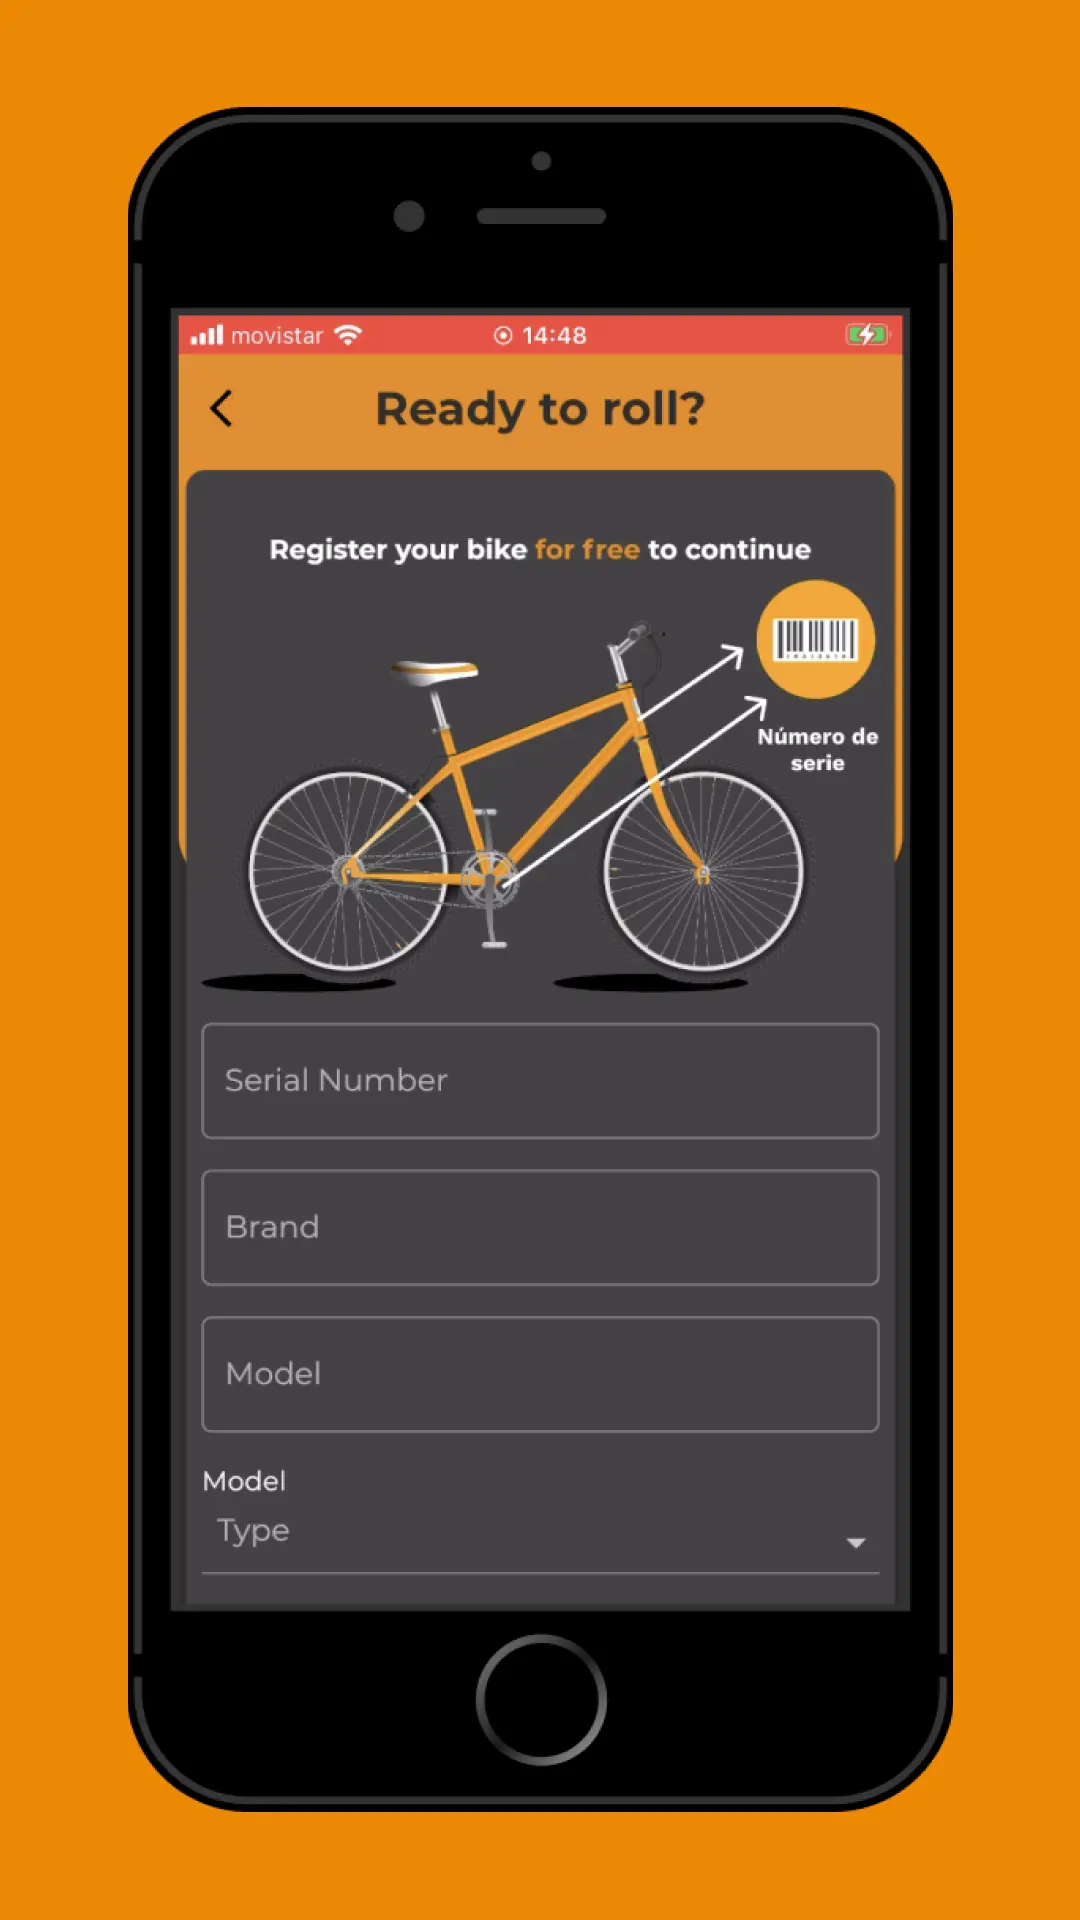 movistar 14:48
Ready to roll?
Register your bike for free to continue
Número de
serie
Serial Number
Brand
Model
Model
Type